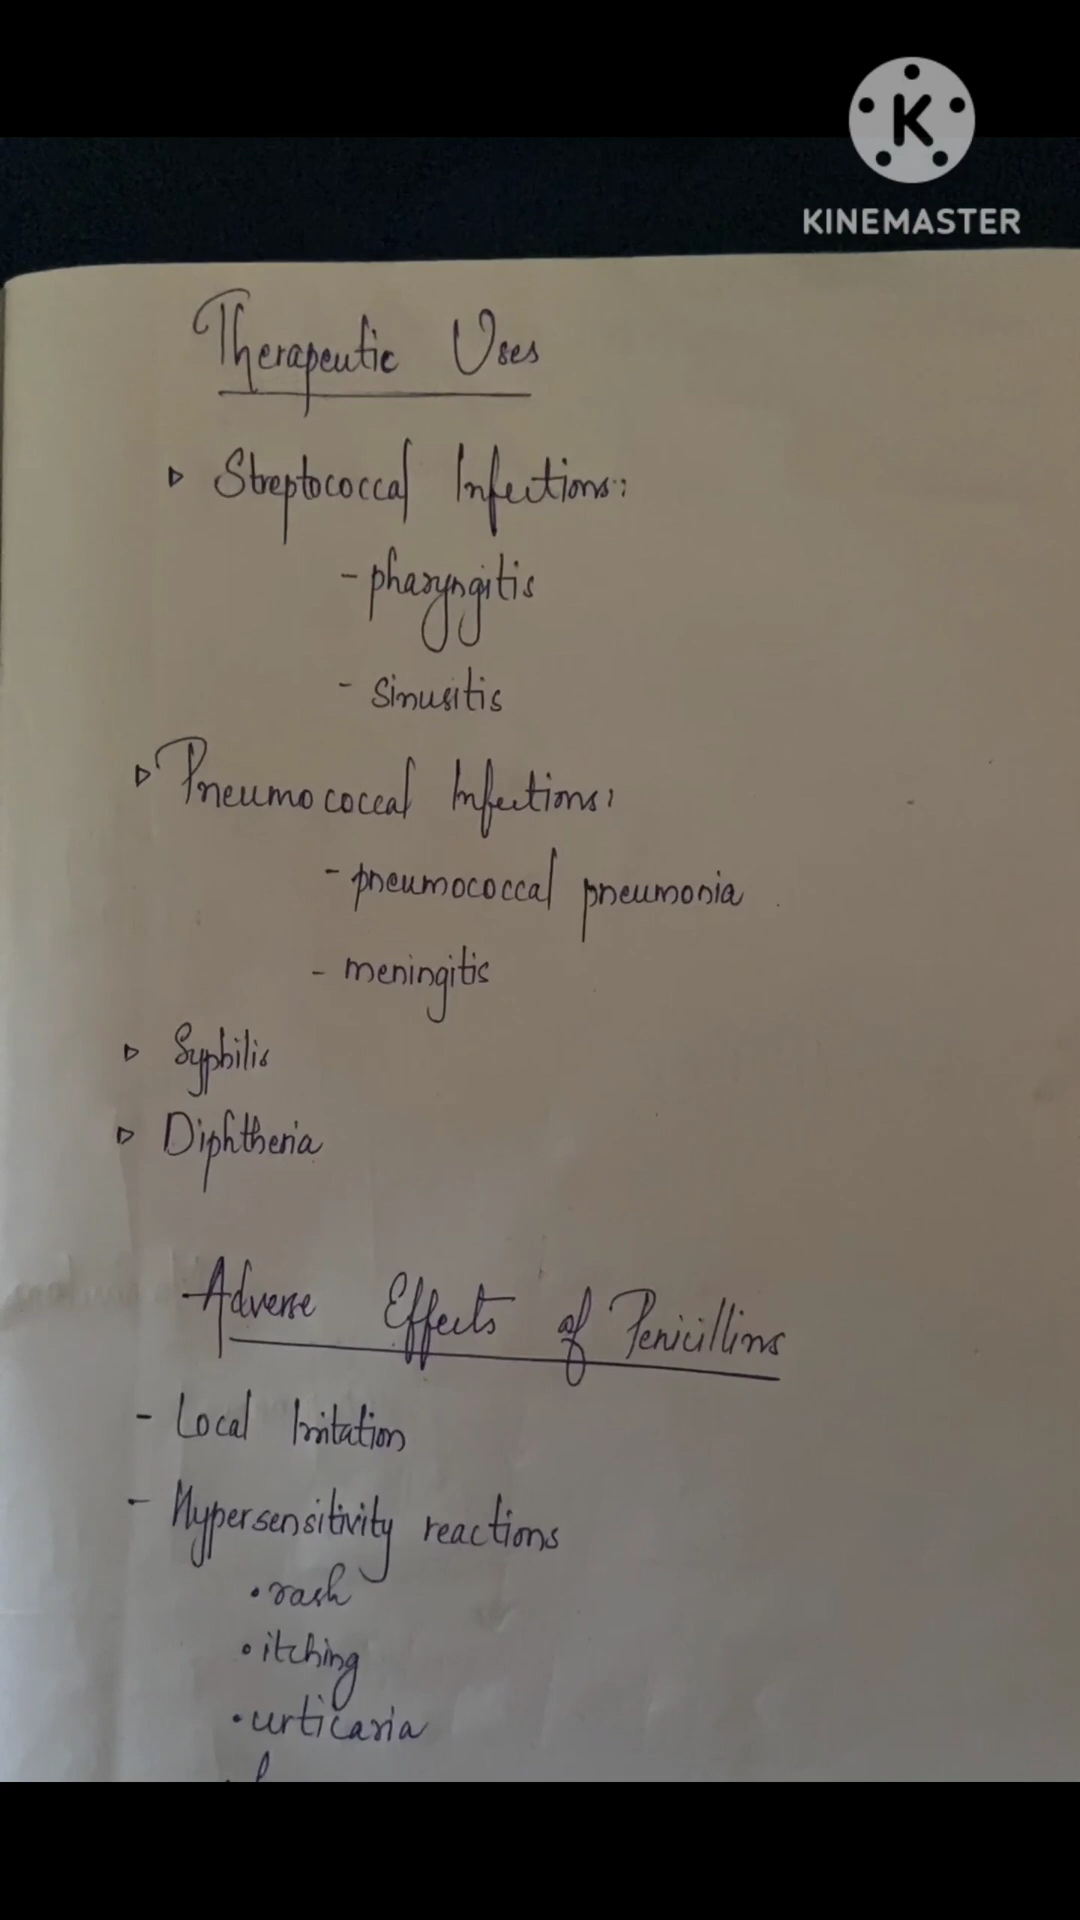 KINEMASTER
Therapeutic Uses
▹ Streptococcal Infections:
- pharyngitis
- Sinusitis
▹ Pneumococcal Infections:
- pneumococcal pneumonia
- meningitis
▹ Syphilis
▹ Diphtheria
Adverse Effects of Penicillins
- Local Irritation
- Hypersensitivity reactions
• rash
• itching
• urticaria